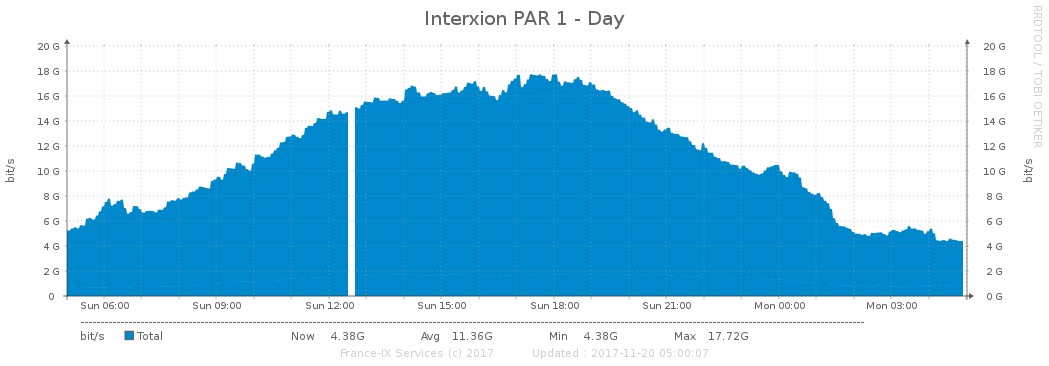 Interxion PAR 1 - Day
RRDTOOL / TOBI OETIKER
20 G 20 G
18 G 18 G
16 G 16 G
14 G 14 G
12 G 12 G
10 G 10 G
8 G 8 G
6 G 6 G
4 G 4 G
2 G 2 G
0 0 G
bit/s
bit/s
Sun 06:00 Sun 09:00 Sun 12:00 Sun 15:00 Sun 18:00 Sun 21:00 Mon 00:00 Mon 03:00
bit/s Total Now 4.38G Avg 11.36G Min 4.38G Max 17.72G
France-IX Services (c) 2017 Updated : 2017-11-20 05:00:07